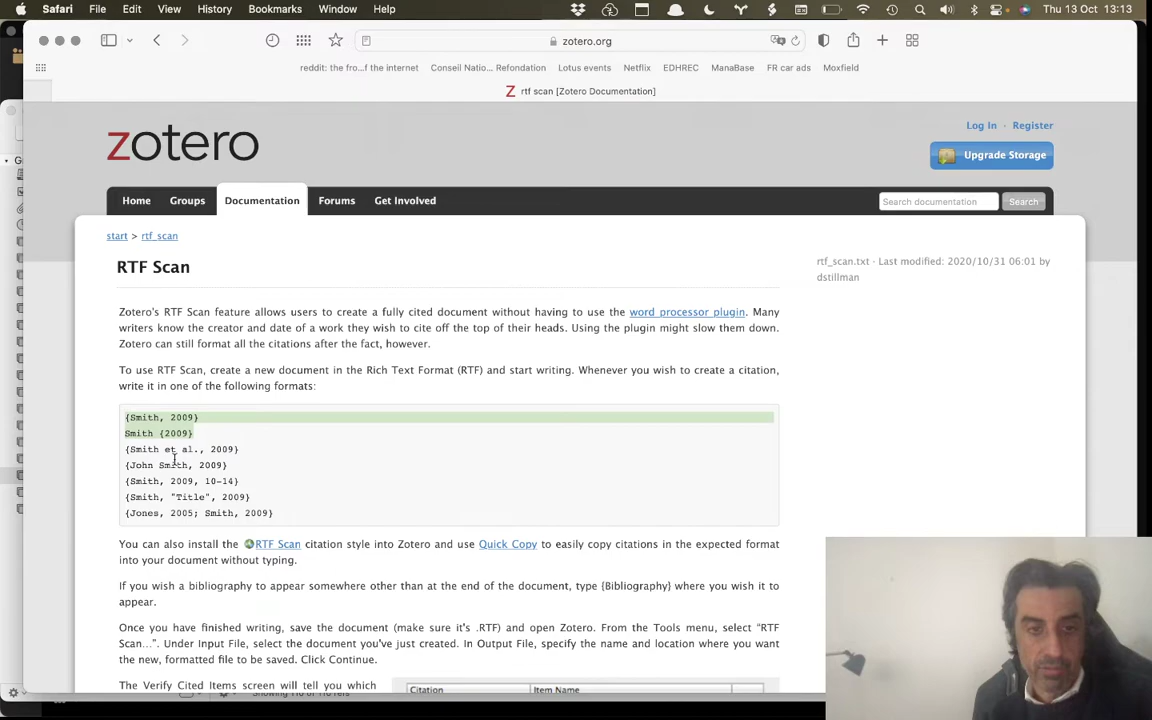 Safari File Edit View History Bookmarks Window Help
Thu 13 Oct 13:13
zotero.org
reddit: the fro...f the internet Conseil Natio... Refondation Lotus events Netflix EDHREC ManaBase FR car ads Moxfield
Z rtf scan [Zotero Documentation]
zotero
Log In · Register
Upgrade Storage
Home Groups Documentation Forums Get Involved
Search documentation Search
start > rtf_scan
RTF Scan
rtf_scan.txt · Last modified: 2020/10/31 06:01 by
dstillman
Zotero's RTF Scan feature allows users to create a fully cited document without having to use the word processor plugin. Many
writers know the creator and date of a work they wish to cite off the top of their heads. Using the plugin might slow them down.
Zotero can still format all the citations after the fact, however.
To use RTF Scan, create a new document in the Rich Text Format (RTF) and start writing. Whenever you wish to create a citation,
write it in one of the following formats:
{Smith, 2009}
Smith {2009}
{Smith et al., 2009}
{John Smith, 2009}
{Smith, 2009, 10-14}
{Smith, "Title", 2009}
{Jones, 2005; Smith, 2009}
You can also install the RTF Scan citation style into Zotero and use Quick Copy to easily copy citations in the expected format
into your document without typing.
If you wish a bibliography to appear somewhere other than at the end of the document, type {Bibliography} where you wish it to
appear.
Once you have finished writing, save the document (make sure it's .RTF) and open Zotero. From the Tools menu, select “RTF
Scan...”. Under Input File, select the document you've just created. In Output File, specify the name and location where you want
the new, formatted file to be saved. Click Continue.
The Verify Cited Items screen will tell you which
Citation Item Name